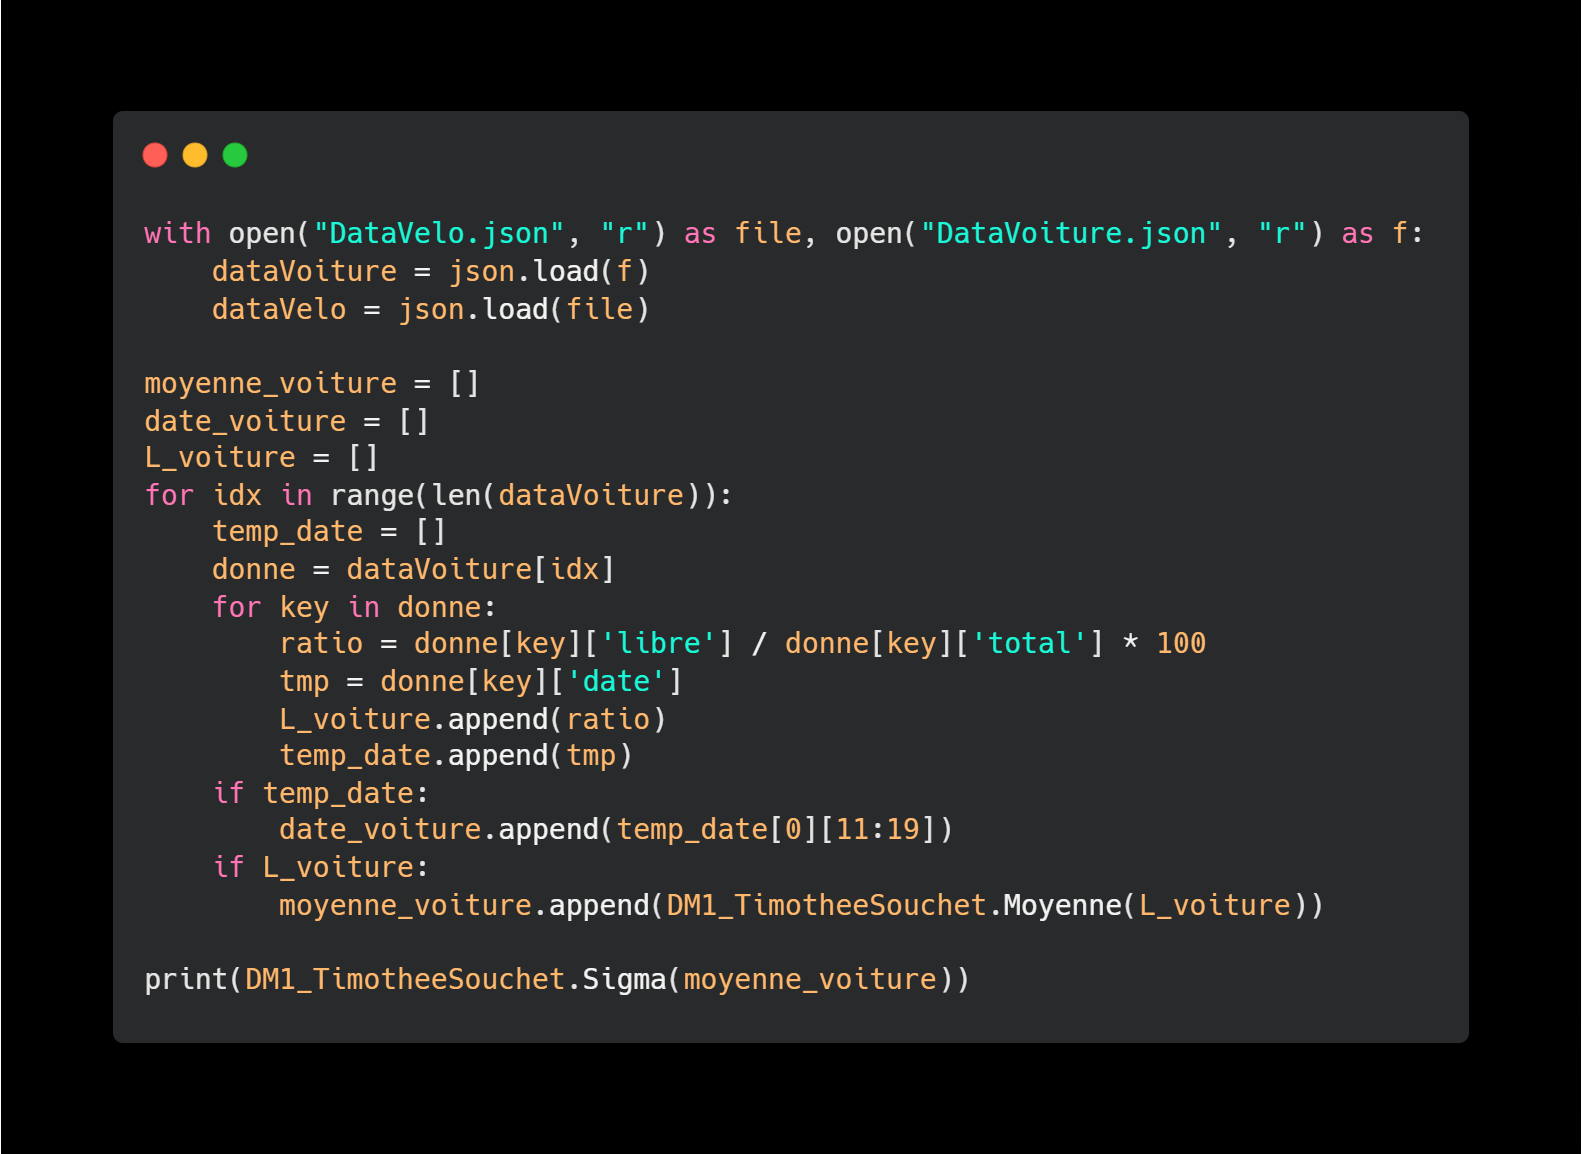 with open("DataVelo.json", "r") as file, open("DataVoiture.json", "r") as f:
    dataVoiture = json.load(f)
    dataVelo = json.load(file)

moyenne_voiture = []
date_voiture = []
L_voiture = []
for idx in range(len(dataVoiture)):
    temp_date = []
    donne = dataVoiture[idx]
    for key in donne:
        ratio = donne[key]['libre'] / donne[key]['total'] * 100
        tmp = donne[key]['date']
        L_voiture.append(ratio)
        temp_date.append(tmp)
    if temp_date:
        date_voiture.append(temp_date[0][11:19])
    if L_voiture:
        moyenne_voiture.append(DM1_TimotheeSouchet.Moyenne(L_voiture))

print(DM1_TimotheeSouchet.Sigma(moyenne_voiture))